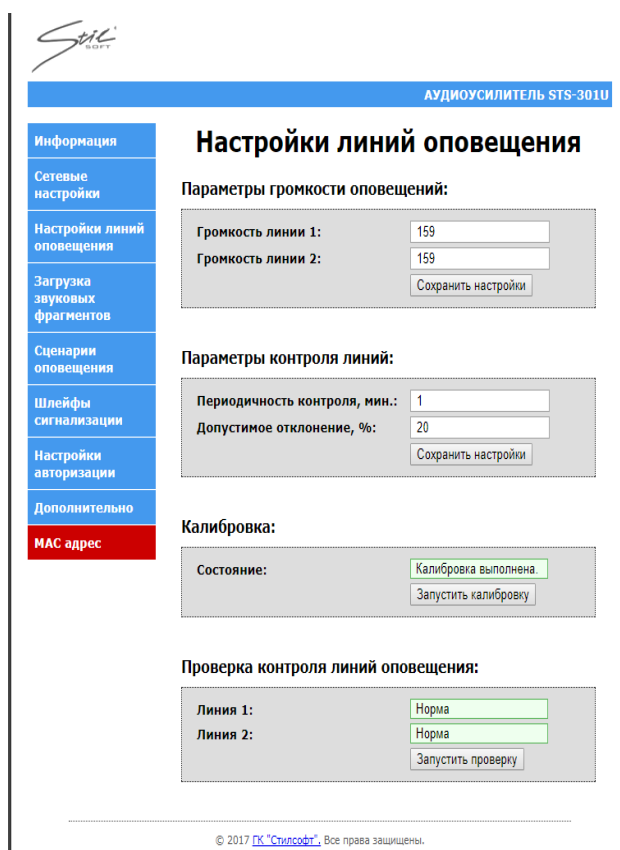 Stil
SOFT
АУДИОУСИЛИТЕЛЬ STS-301U
Информация
Сетевые
настройки
Настройки линий
оповещения
Загрузка
звуковых
фрагментов
Сценарии
оповещения
Шлейфы
сигнализации
Настройки
авторизации
Дополнительно
MAC адрес
Настройки линий оповещения
Параметры громкости оповещений:
Громкость линии 1: 159
Громкость линии 2: 159
Сохранить настройки
Параметры контроля линий:
Периодичность контроля, мин.: 1
Допустимое отклонение, %: 20
Сохранить настройки
Калибровка:
Состояние: Калибровка выполнена.
Запустить калибровку
Проверка контроля линий оповещения:
Линия 1: Норма
Линия 2: Норма
Запустить проверку
© 2017 ГК "Стилсофт". Все права защищены.